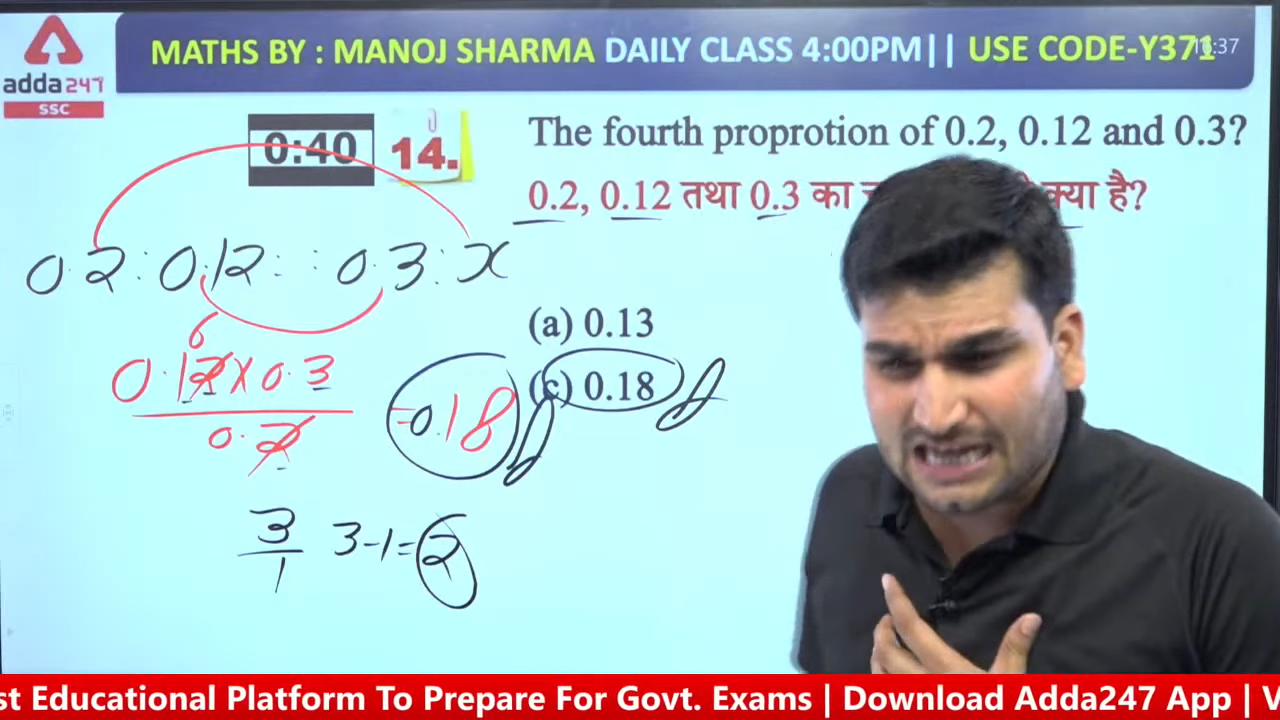 MATHS BY : MANOJ SHARMA DAILY CLASS 4:00PM|| USE CODE-Y371
:37
adda247
SSC
0:40
14.
The fourth proprotion of 0.2, 0.12 and 0.3?
0.2, 0.12 तथा 0.3 का क्या है?
0.2 : 0.12 :: 0.3 : x
(a) 0.13
6
0.12 x 0.3
0.2
=0.18
(c) 0.18
3
1
3-1=2
st Educational Platform To Prepare For Govt. Exams | Download Adda247 App | V